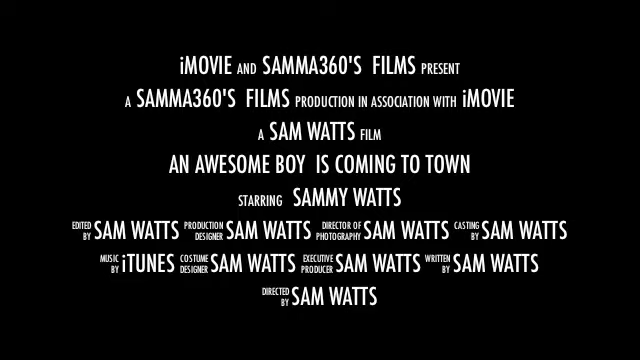 iMOVIE AND SAMMA360'S FILMS PRESENT
A SAMMA360'S FILMS PRODUCTION IN ASSOCIATION WITH iMOVIE
A SAM WATTS FILM
AN AWESOME BOY IS COMING TO TOWN
STARRING SAMMY WATTS
EDITED BY SAM WATTS PRODUCTION DESIGNER SAM WATTS DIRECTOR OF PHOTOGRAPHY SAM WATTS CASTING BY SAM WATTS
MUSIC BY iTUNES COSTUME DESIGNER SAM WATTS EXECUTIVE PRODUCER SAM WATTS WRITTEN BY SAM WATTS
DIRECTED BY SAM WATTS